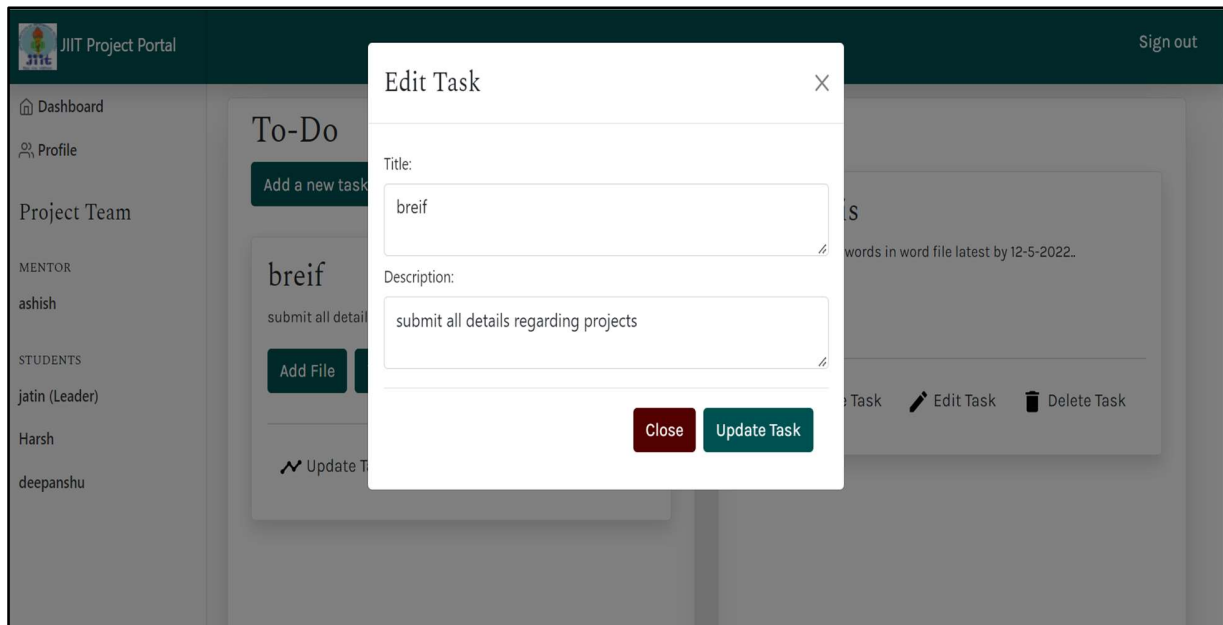 JIIT Project Portal
Sign out
Dashboard
Profile
Project Team
MENTOR
ashish
STUDENTS
jatin (Leader)
Harsh
deepanshu
To-Do
Add a new task
breif
submit all detail
Add File
Update T
Edit Task
Title:
breif
Description:
submit all details regarding projects
Close
Update Task
is
words in word file latest by 12-5-2022..
Task
Edit Task
Delete Task